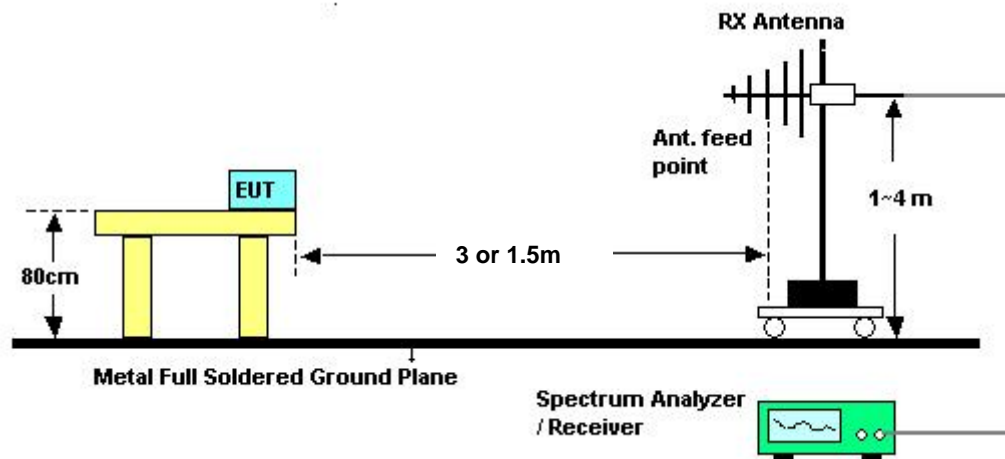 RX Antenna
Ant. feed
point
EUT
1~4 m
3 or 1.5m
80cm
Metal Full Soldered Ground Plane
Spectrum Analyzer
/ Receiver